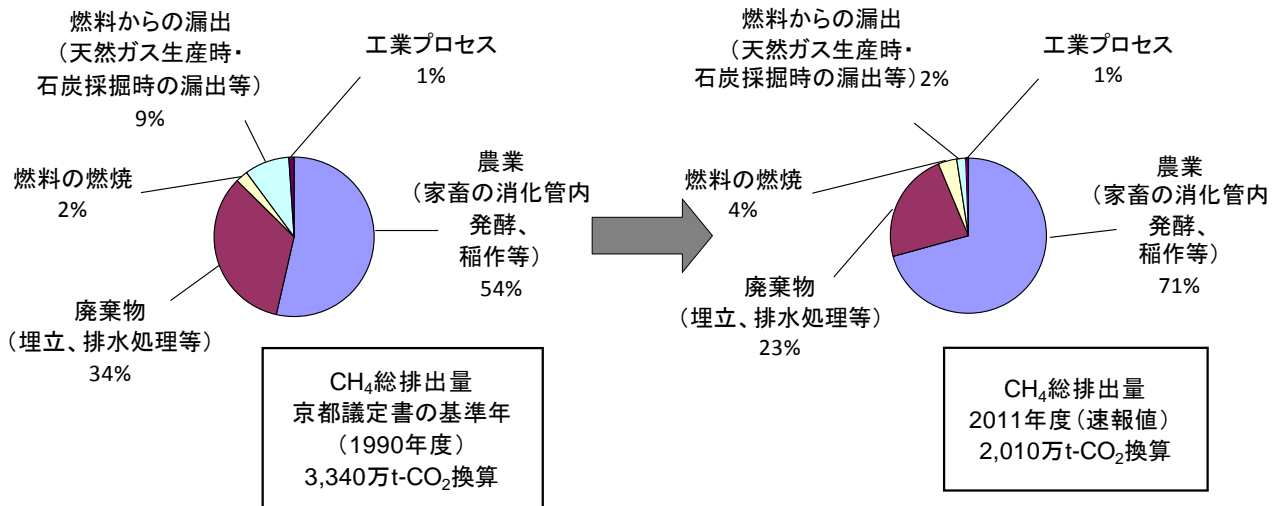 燃料からの漏出
（天然ガス生産時・
石炭採掘時の漏出等）
9%
工業プロセス
1%
燃料の燃焼
2%
農業
（家畜の消化管内
発酵、
稲作等）
54%
廃棄物
（埋立、排水処理等）
34%
CH₄総排出量
京都議定書の基準年
（1990年度）
3,340万t-CO₂換算
燃料からの漏出
（天然ガス生産時・
石炭採掘時の漏出等）2%
工業プロセス
1%
燃料の燃焼
4%
農業
（家畜の消化管内
発酵、
稲作等）
71%
廃棄物
（埋立、排水処理等）
23%
CH₄総排出量
2011年度（速報値）
2,010万t-CO₂換算